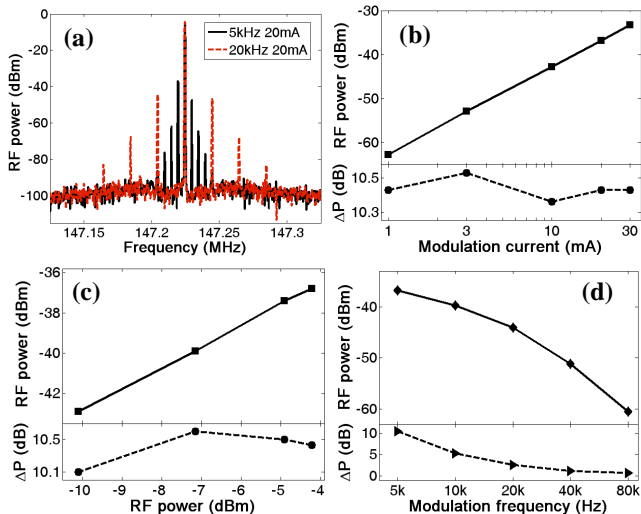 (a)
5kHz 20mA
20kHz 20mA
RF power (dBm)
0
-20
-40
-60
-80
-100
147.15
147.2
147.25
147.3
Frequency (MHz)
(b)
RF power (dBm)
-30
-40
-50
-60
ΔP (dB)
10.5
10.3
1
3
10
20
30
Modulation current (mA)
(c)
RF power (dBm)
-36
-38
-40
-42
ΔP (dB)
10.5
10.1
-10
-9
-8
-7
-6
-5
-4
RF power (dBm)
(d)
RF power (dBm)
-40
-50
-60
ΔP (dB)
10
5
0
5k
10k
20k
40k
80k
Modulation frequency (Hz)